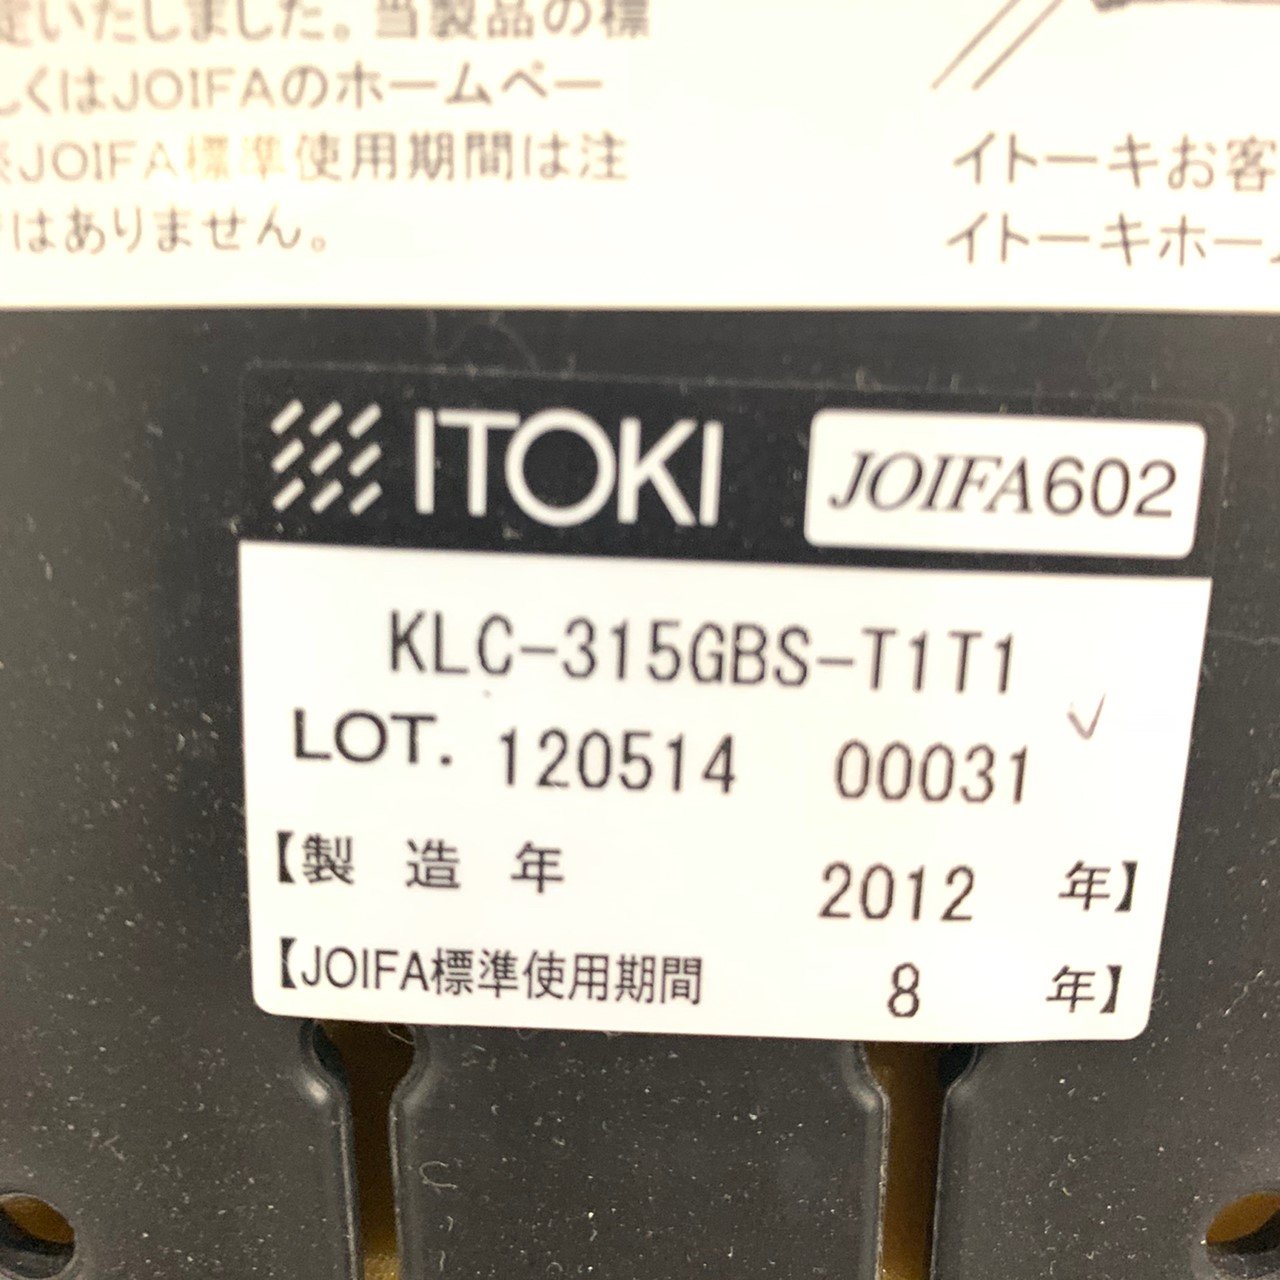 定いたしました。当製品の標
しくはJOIFAのホームペー
※JOIFA標準使用期間は注
ではありません。
イトーキお客
イトーキホーム
ITOKI
JOIFA602
KLC-315GBS-T1T1
LOT. 120514 00031
【製 造 年 2012 年】
【JOIFA標準使用期間 8 年】